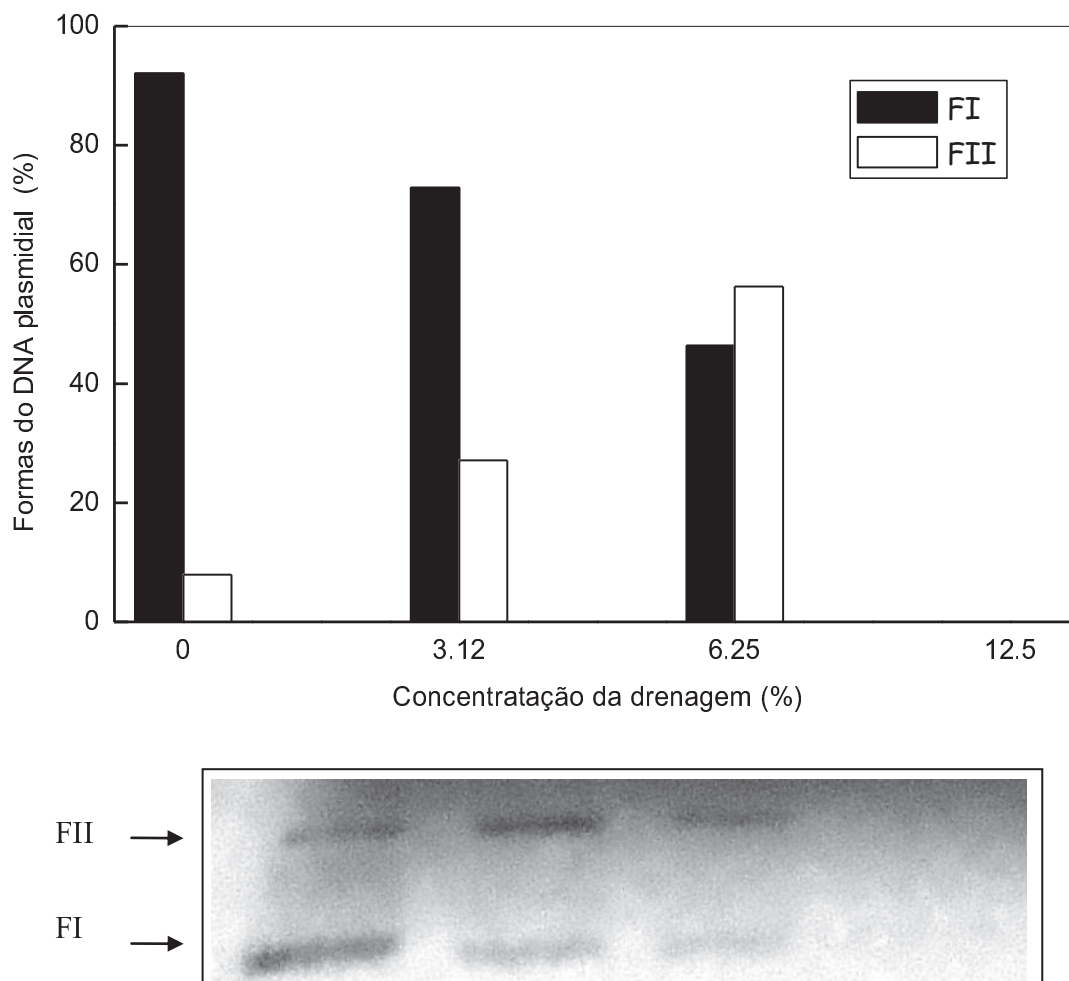 100
80
60
40
20
0
Formas do DNA plasmidial (%)
FI
FII
0 3.12 6.25 12.5
Concentratação da drenagem (%)
FII
FI